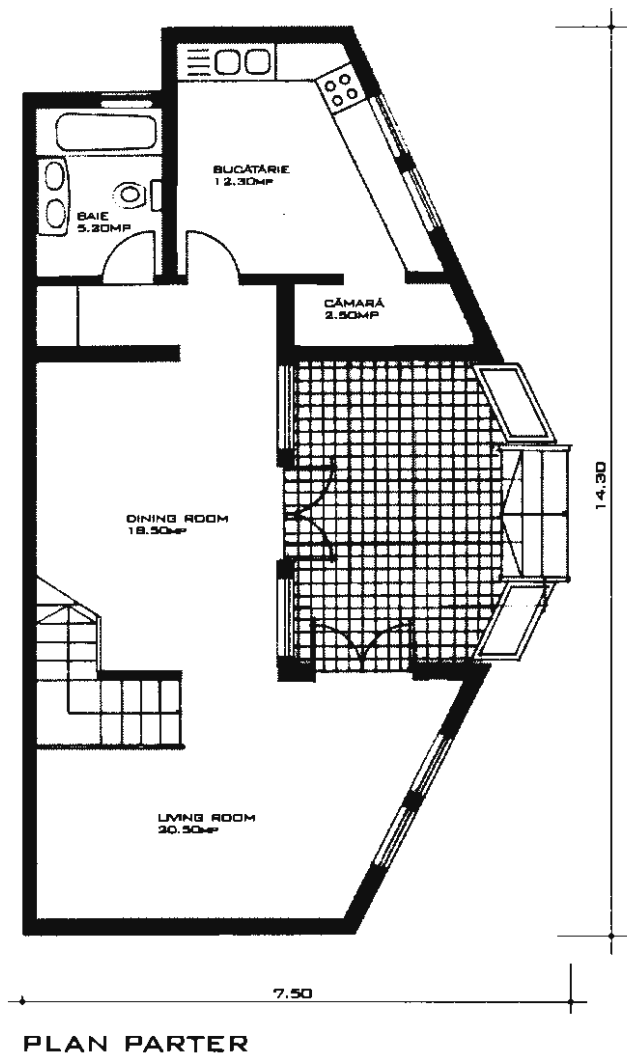 BUCĂTĂRIE
12.30MP
BAIE
5.20MP
CĂMARĂ
2.50MP
14.30
DINING ROOM
18.50MP
LIVING ROOM
20.50MP
7.50
PLAN PARTER